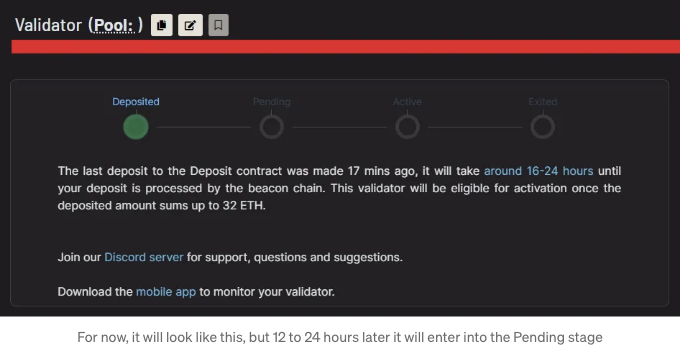 Validator (Pool: )
Deposited Pending Active Exited
The last deposit to the Deposit contract was made 17 mins ago, it will take around 16-24 hours until
your deposit is processed by the beacon chain. This validator will be eligible for activation once the
deposited amount sums up to 32 ETH.
Join our Discord server for support, questions and suggestions.
Download the mobile app to monitor your validator.
For now, it will look like this, but 12 to 24 hours later it will enter into the Pending stage